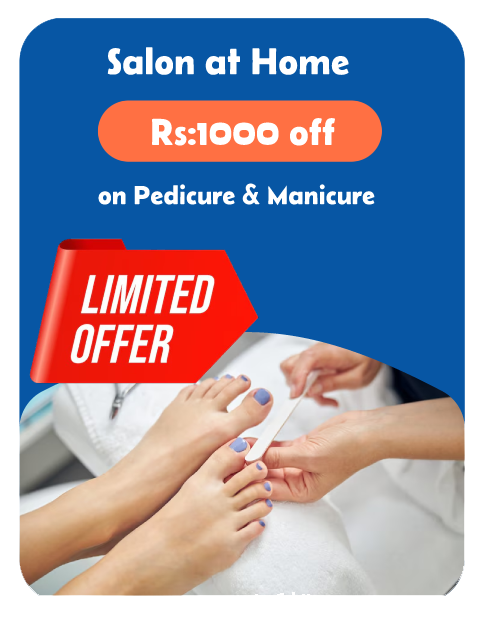 Salon at Home
Rs:1000 off
on Pedicure & Manicure
LIMITED
OFFER